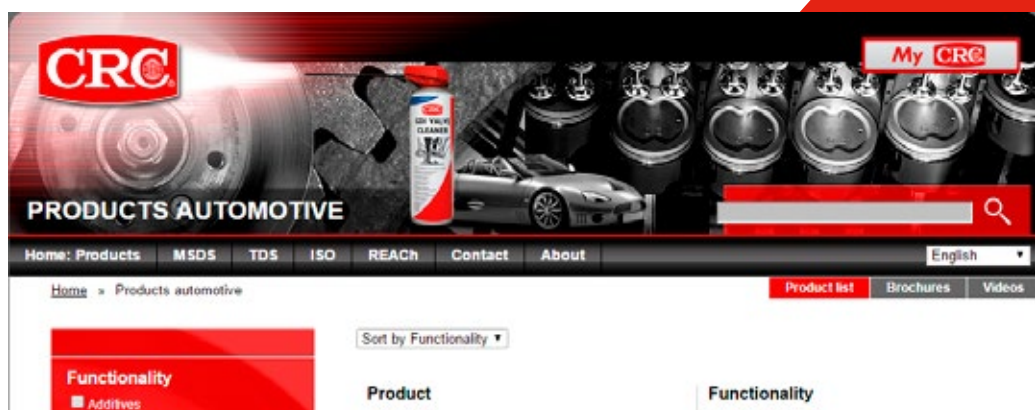 CRC
My CRC
CRC
GDI VALVE
CLEANER
PRODUCTS AUTOMOTIVE
Home: Products MSDS TDS ISO REACh Contact About English
Home » Products automotive Product list Brochures Videos
Sort by Functionality
Functionality
Additives
Product Functionality